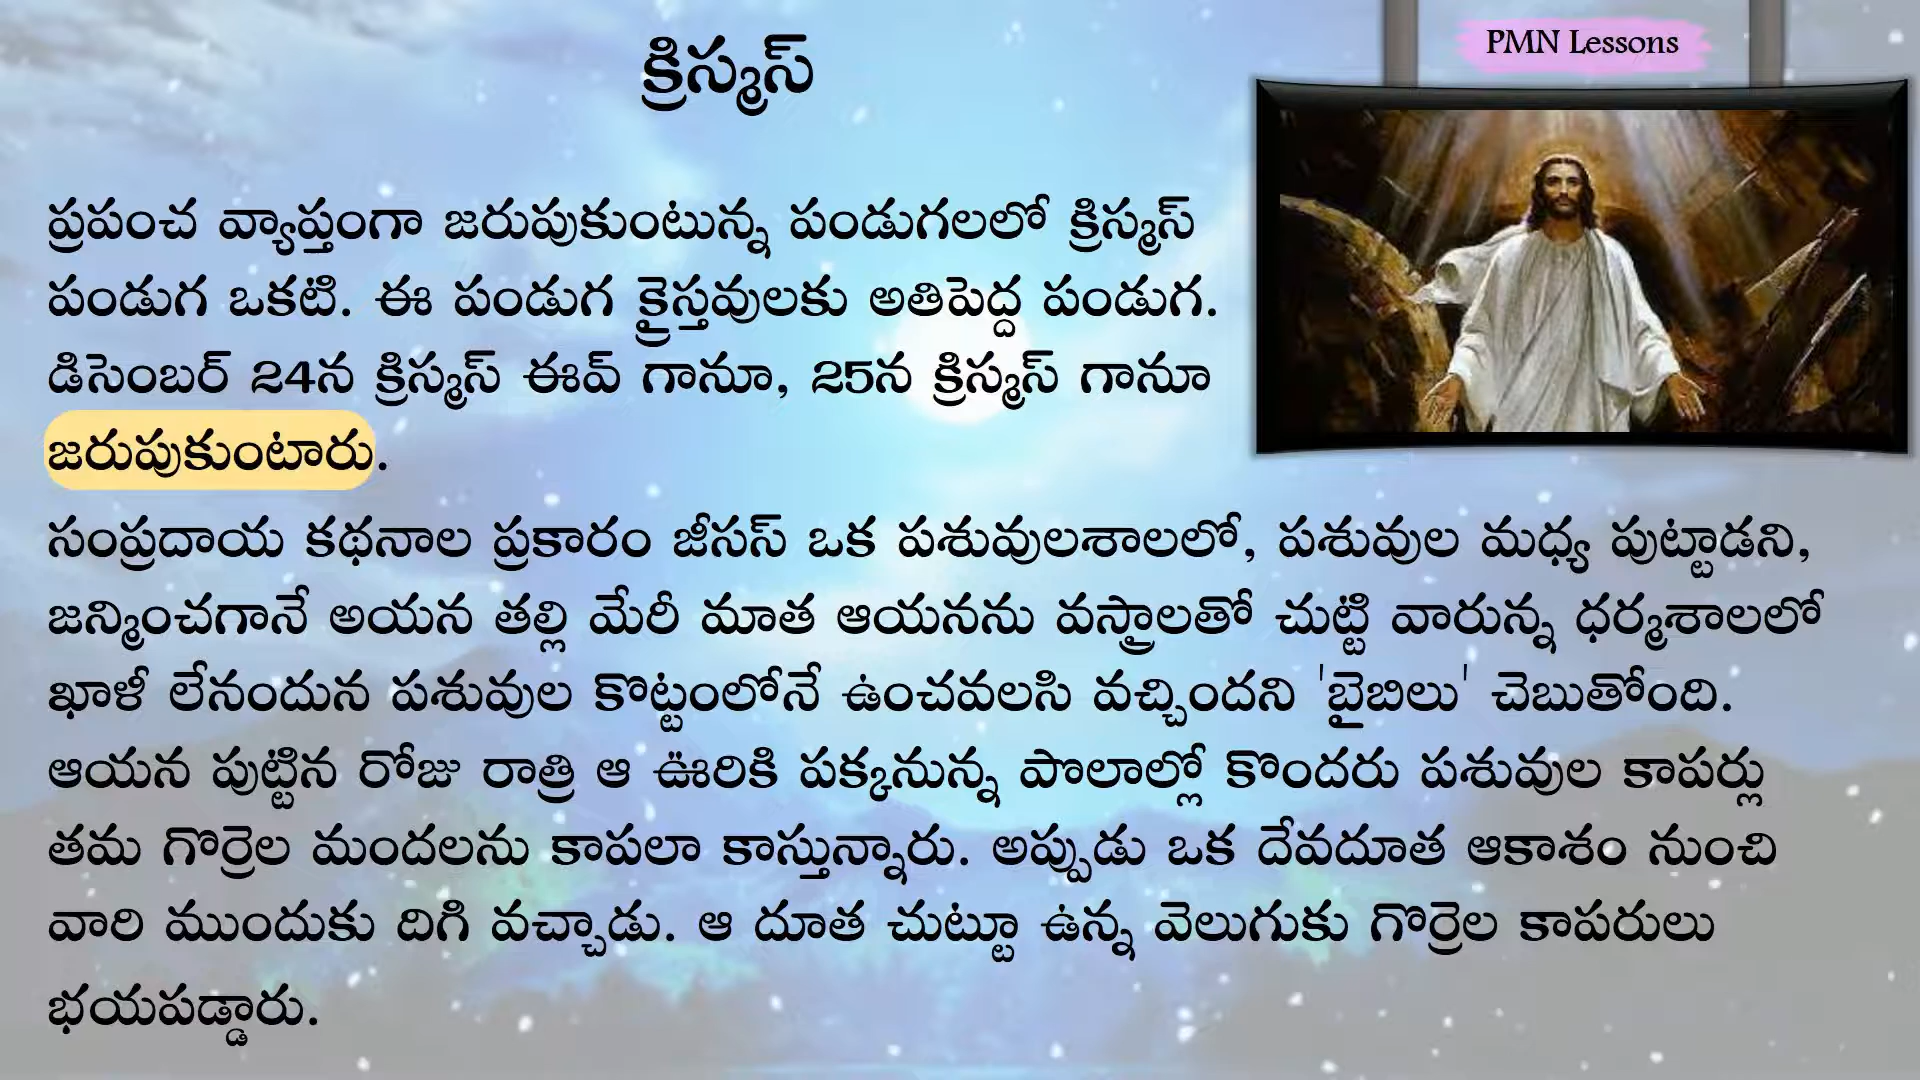 క్రిస్మస్
PMN Lessons
ప్రపంచ వ్యాప్తంగా జరుపుకుంటున్న పండుగలలో క్రిస్మస్
పండుగ ఒకటి. ఈ పండుగ క్రైస్తవులకు అతిపెద్ద పండుగ.
డిసెంబర్ 24న క్రిస్మస్ ఈవ్ గానూ, 25న క్రిస్మస్ గానూ
జరుపుకుంటారు.
సంప్రదాయ కథనాల ప్రకారం జీసస్ ఒక పశువులశాలలో, పశువుల మధ్య పుట్టాడని,
జన్మించగానే అయన తల్లి మేరీ మాత ఆయనను వస్త్రాలతో చుట్టి వారున్న ధర్మశాలలో
ఖాళీ లేనందున పశువుల కొట్టంలోనే ఉంచవలసి వచ్చిందని 'బైబిలు' చెబుతోంది.
ఆయన పుట్టిన రోజు రాత్రి ఆ ఊరికి పక్కనున్న పొలాల్లో కొందరు పశువుల కాపర్లు
తమ గొర్రెల మందలను కాపలా కాస్తున్నారు. అప్పుడు ఒక దేవదూత ఆకాశం నుంచి
వారి ముందుకు దిగి వచ్చాడు. ఆ దూత చుట్టూ ఉన్న వెలుగుకు గొర్రెల కాపరులు
భయపడ్డారు.